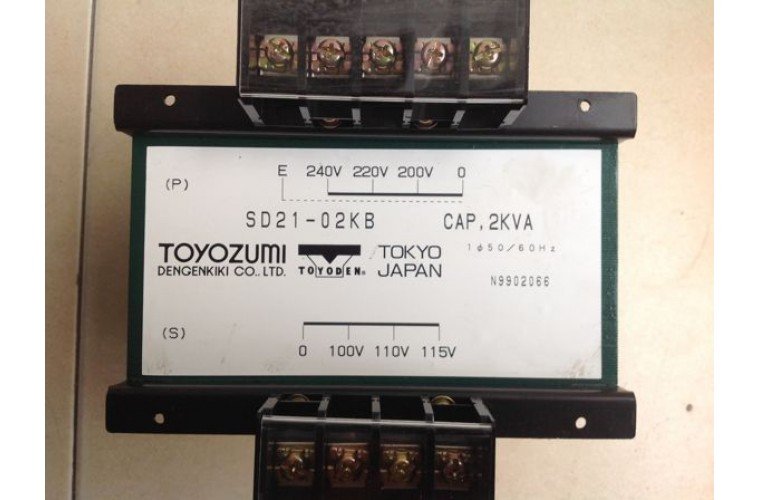 (P) E 240V 220V 200V 0
SD21-02KB CAP, 2KVA
TOYOZUMI
DENGENKIKI CO., LTD.
TOYODEN®
TOKYO
JAPAN
1φ50/60Hz
N9902066
(S)
0 100V 110V 115V